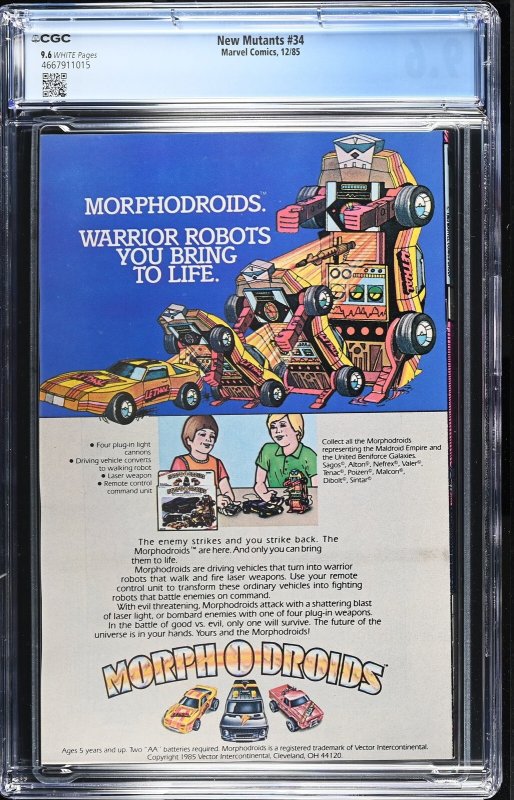 CGC
9.6 WHITE Pages
4667911015
New Mutants #34
Marvel Comics, 12/85
MORPHODROIDS.™
WARRIOR ROBOTS
YOU BRING
TO LIFE.
LETHOL
LETHOL
• Four plug-in light
cannons
• Driving vehicle converts
to walking robot
• Laser weapon
• Remote control
command unit
Collect all the Morphodroids
representing the Maldroid Empire and
the United Beniforce Galaxies.
Sagos®, Alton®, Nefrex®, Valer®,
Tenac®, Poizen®, Malcon®,
Dibolt®, Sintar®
The enemy strikes and you strike back. The
Morphodroids™ are here. And only you can bring
them to life.
Morphodroids are driving vehicles that turn into warrior
robots that walk and fire laser weapons. Use your remote
control unit to transform these ordinary vehicles into fighting
robots that battle enemies on command.
With evil threatening, Morphodroids attack with a shattering blast
of laser light, or bombard enemies with one of four plug-in weapons.
In the battle of good vs. evil, only one will survive. The future of the
universe is in your hands. Yours and the Morphodroids!
MORPH-O-DROIDS™
Ages 5 years and up. Two "AA" batteries required. Morphodroids is a registered trademark of Vector Intercontinental.
Copyright 1985 Vector Intercontinental, Cleveland, OH 44120.